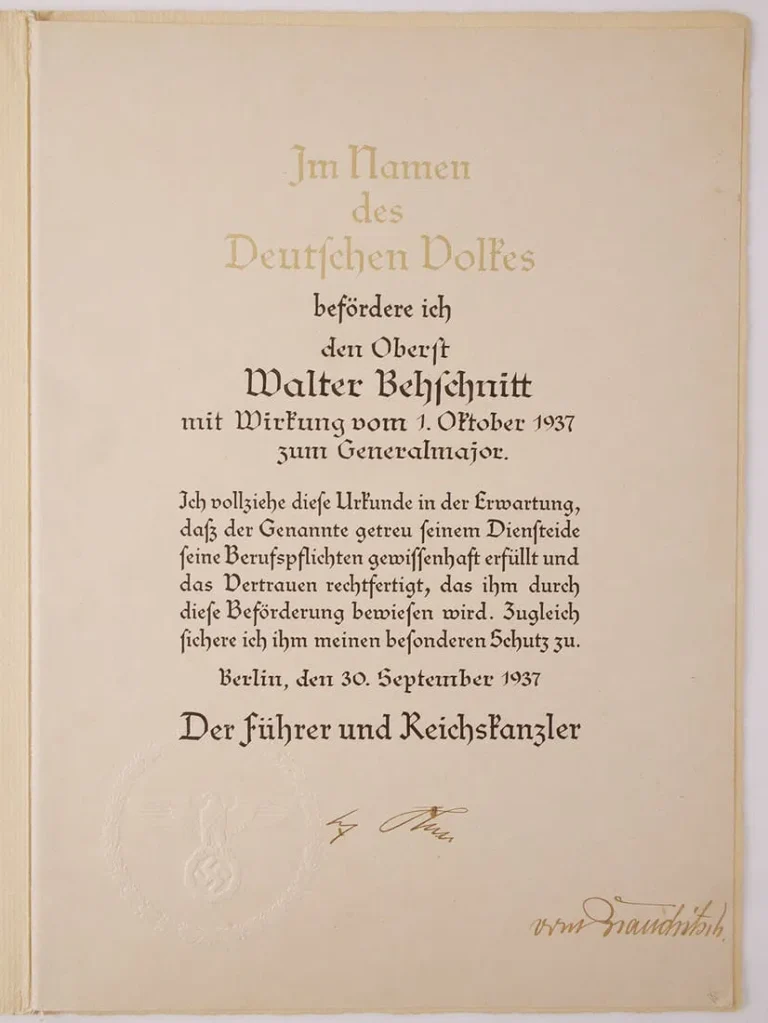 Im Namen
des
Deutschen Volkes
befördere ich
den Oberst
Walter Behschnitt
mit Wirkung vom 1. Oktober 1937
zum Generalmajor.
Ich vollziehe diese Urkunde in der Erwartung,
daß der Genannte getreu seinem Diensteide
seine Berufspflichten gewissenhaft erfüllt und
das Vertrauen rechtfertigt, das ihm durch
diese Beförderung bewiesen wird. Zugleich
sichere ich ihm meinen besonderen Schutz zu.
Berlin, den 30. September 1937
Der Führer und Reichskanzler